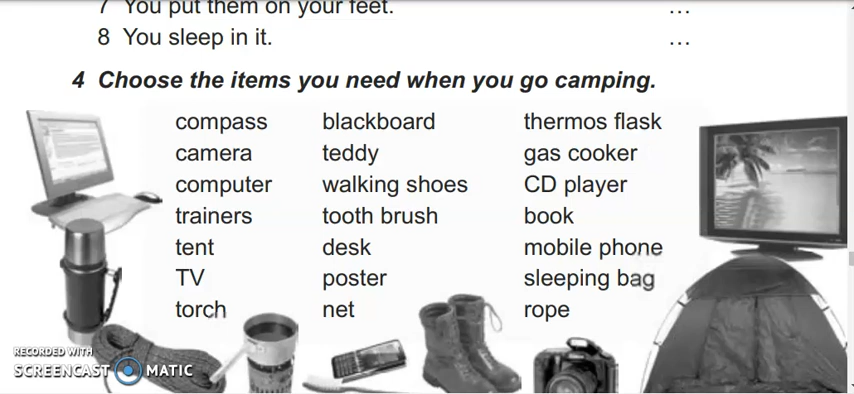 7 You put them on your feet. ...
8 You sleep in it. ...
4 Choose the items you need when you go camping.
compass blackboard thermos flask
camera teddy gas cooker
computer walking shoes CD player
trainers tooth brush book
tent desk mobile phone
TV poster sleeping bag
torch net rope
RECORDED WITH
SCREENCAST MATIC